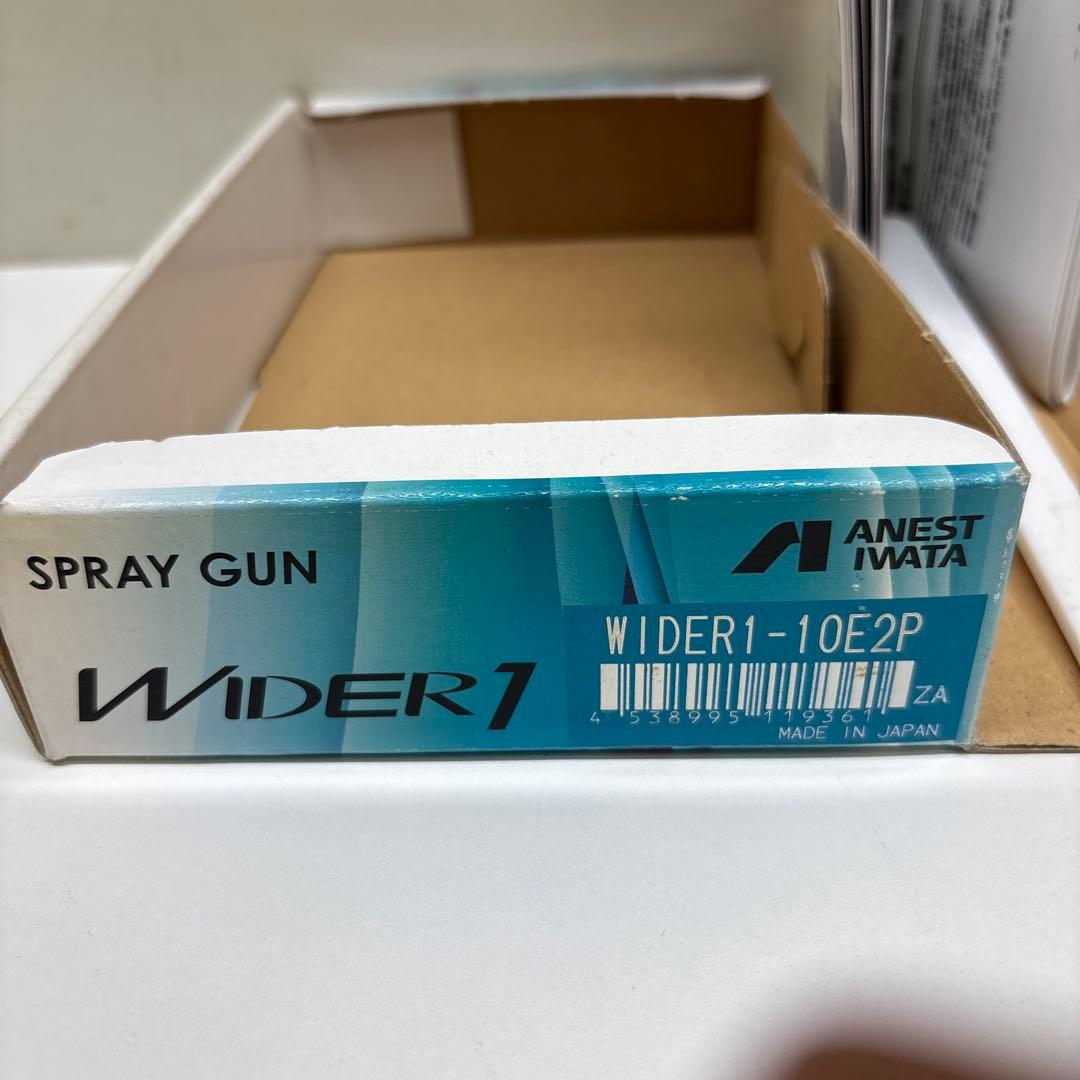 SPRAY GUN
WIDER1
ANEST
IWATA
WIDER1-10E2P
4 538995 119361
ZA
MADE IN JAPAN